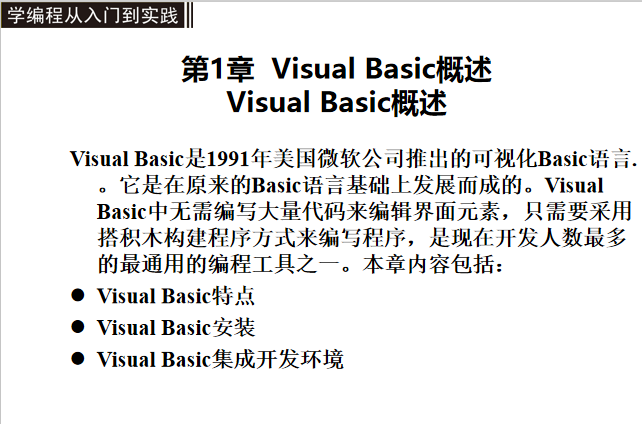 学编程从入门到实践
第1章 Visual Basic概述
Visual Basic概述
Visual Basic是1991年美国微软公司推出的可视化Basic语言.
。它是在原来的Basic语言基础上发展而成的。Visual
Basic中无需编写大量代码来编辑界面元素，只需要采用
搭积木构建程序方式来编写程序，是现在开发人数最多
的最通用的编程工具之一。本章内容包括：
● Visual Basic特点
● Visual Basic安装
● Visual Basic集成开发环境